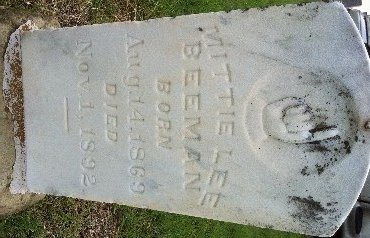 MITTIE LEE
BEEMAN
BORN
Aug.14,1869
DIED
Nov.1,1892